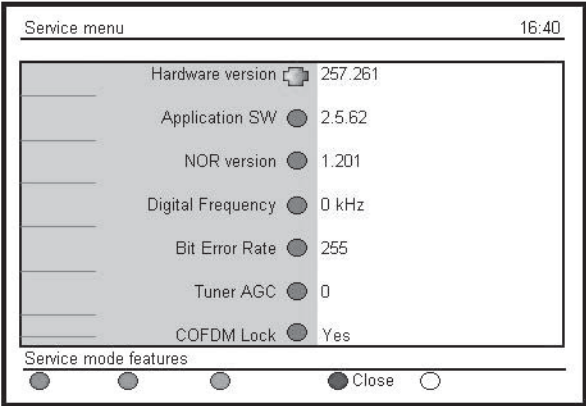 Service menu 16:40
Hardware version 257.261
Application SW 2.5.62
NOR version 1.201
Digital Frequency 0 kHz
Bit Error Rate 255
Tuner AGC 0
COFDM Lock Yes
Service mode features
Close